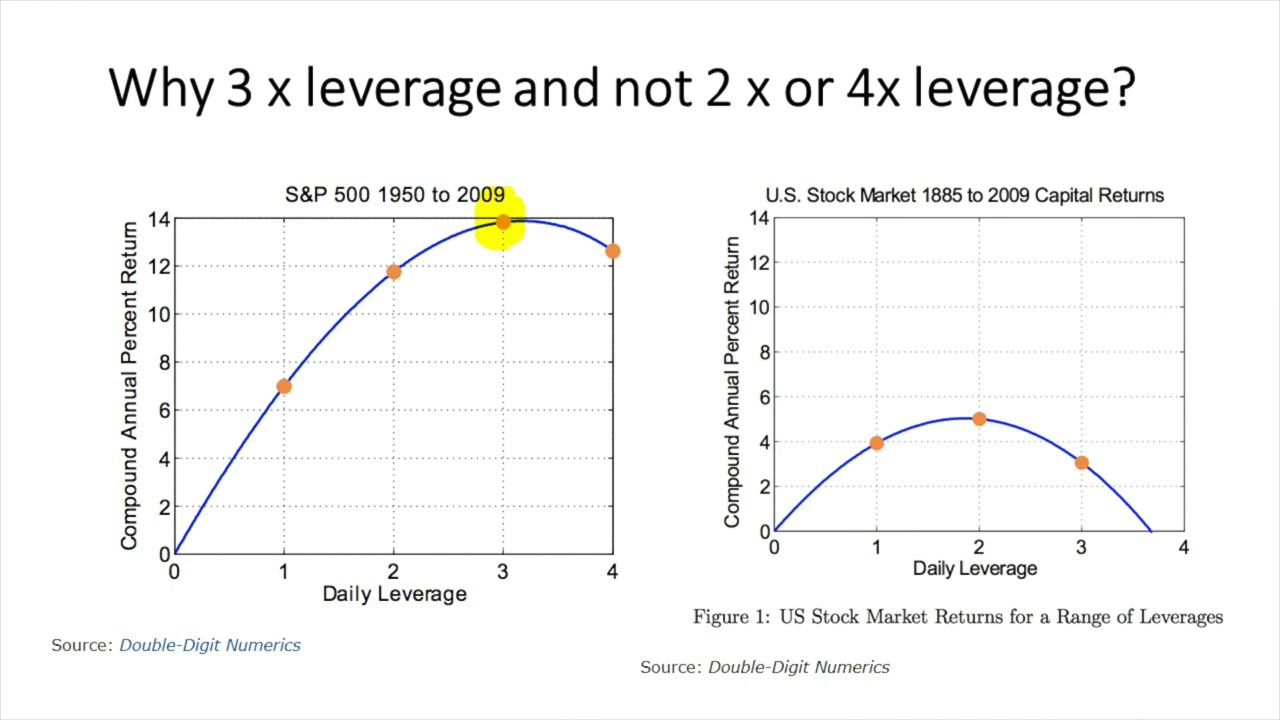 Why 3 x leverage and not 2 x or 4x leverage?
S&P 500 1950 to 2009
Compound Annual Percent Return
14
12
10
8
6
4
2
0
0 1 2 3 4
Daily Leverage
Source: Double-Digit Numerics
U.S. Stock Market 1885 to 2009 Capital Returns
Compound Annual Percent Return
14
12
10
8
6
4
2
0
0 1 2 3 4
Daily Leverage
Figure 1: US Stock Market Returns for a Range of Leverages
Source: Double-Digit Numerics